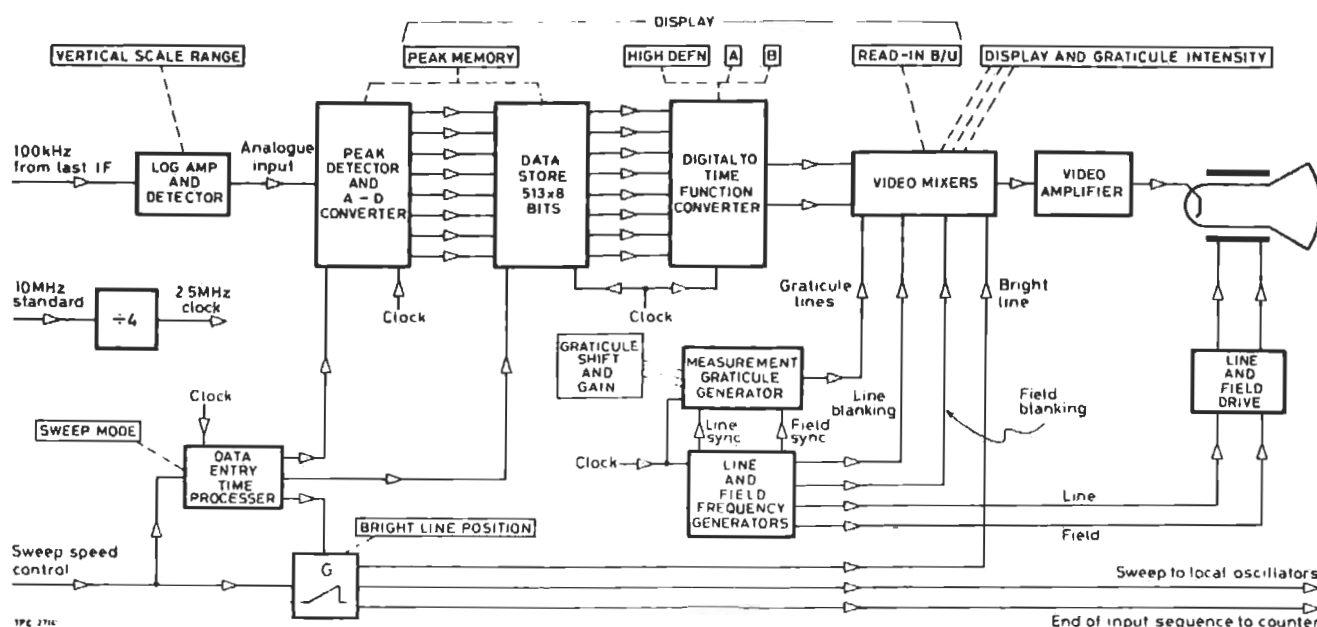 DISPLAY
VERTICAL SCALE RANGE
PEAK MEMORY
HIGH DEFN
A
B
READ-IN B/U
DISPLAY AND GRATICULE INTENSITY
100kHz
from last IF
LOG AMP
AND
DETECTOR
Analogue
input
PEAK
DETECTOR
AND
A - D
CONVERTER
DATA
STORE
513x8
BITS
DIGITAL TO
TIME
FUNCTION
CONVERTER
VIDEO MIXERS
VIDEO
AMPLIFIER
10MHz
standard
÷4
2 5MHz
clock
Clock
Clock
Graticule
lines
Bright
line
GRATICULE
SHIFT
AND
GAIN
MEASUREMENT
GRATICULE
GENERATOR
Line
blanking
Field
blanking
LINE
AND
FIELD
DRIVE
Clock
SWEEP MODE
DATA
ENTRY
TIME
PROCESSER
Line
sync
Field
sync
Clock
LINE
AND
FIELD
FREQUENCY
GENERATORS
Line
Field
BRIGHT LINE POSITION
Sweep speed
control
G
Sweep to local oscillators
End of input sequence to counter